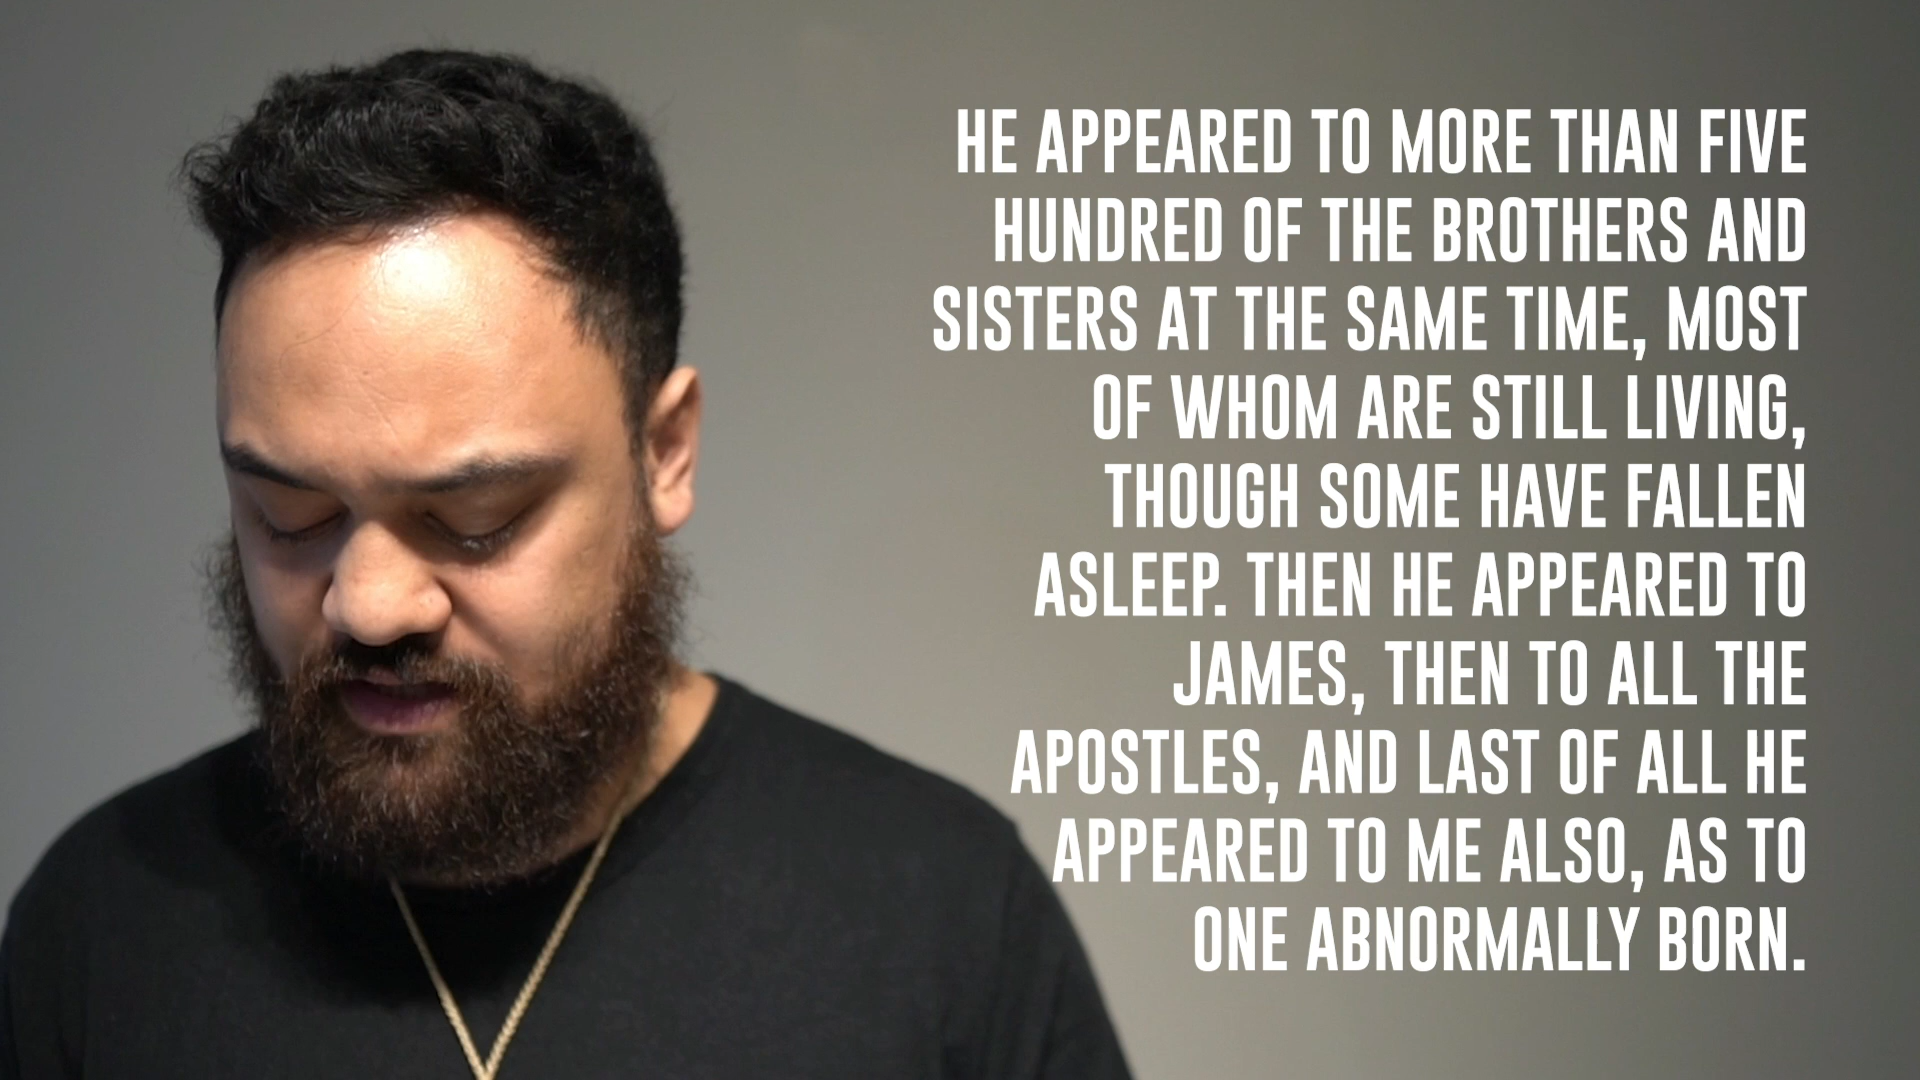 HE APPEARED TO MORE THAN FIVE
HUNDRED OF THE BROTHERS AND
SISTERS AT THE SAME TIME, MOST
OF WHOM ARE STILL LIVING,
THOUGH SOME HAVE FALLEN
ASLEEP. THEN HE APPEARED TO
JAMES, THEN TO ALL THE
APOSTLES, AND LAST OF ALL HE
APPEARED TO ME ALSO, AS TO
ONE ABNORMALLY BORN.